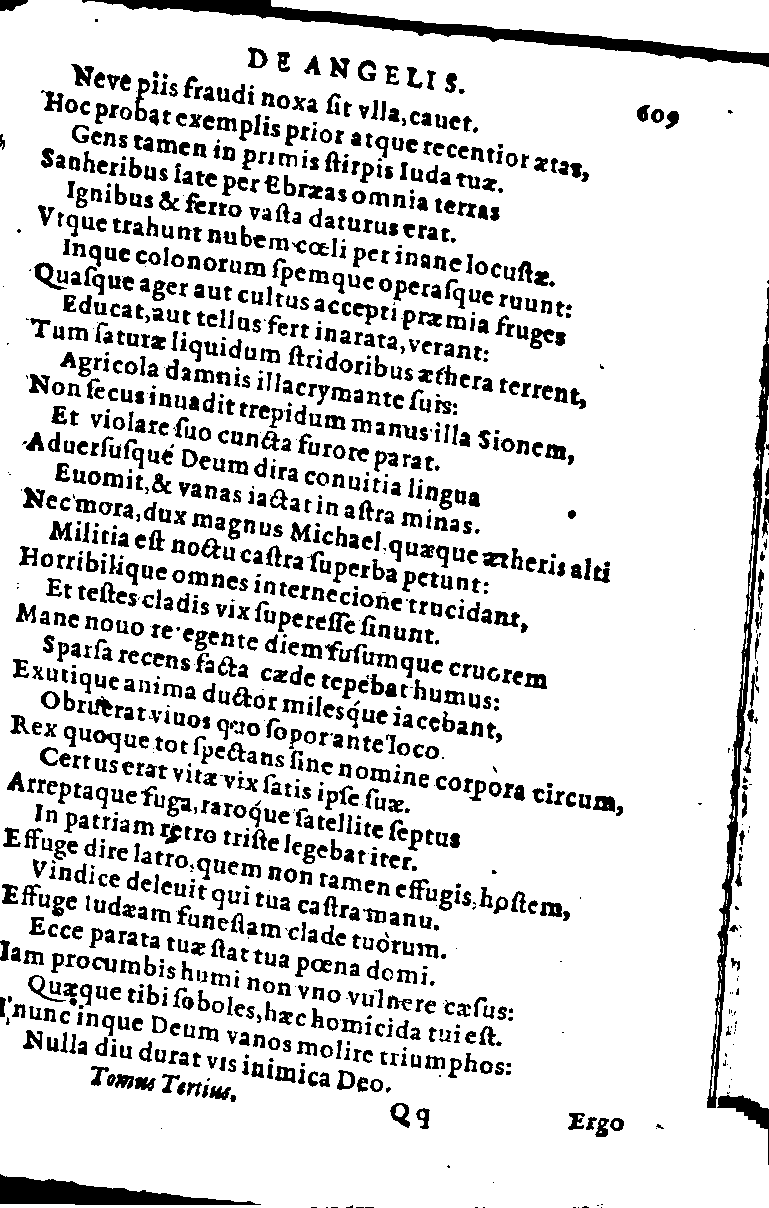 DE ANGELIS.
609
Neve piis fraudi noxa ſit vlla, cauet.
Hoc probat exemplis prior atque recentior ætas,
Gens tamen in primis ſtirpis Iuda tuæ.
Sanheribus late per Ebræas omnia terras
Ignibus & ferro vaſta daturus erat.
Vtque trahunt nubem cœli per inane locuſtæ.
Inque colonorum ſpemque operaſque ruunt:
Quaſque ager aut cultus accepti præmia fruges
Educat, aut tellus fert inarata, verant:
Tum ſaturæ liquidum ſtridoribus æthera terrent,
Agricola damnis illacrymante ſuis:
Non ſecus inuadit trepidum manus illa Sionem,
Et violare ſuo cuncta furore parat.
Aduerſuſqué Deum dira conuitia lingua
Euomit, & vanas iactat in aſtra minas.
Nec mora, dux magnus Michael, quæque ætheris alti
Militia eſt noctu caſtra ſuperba petunt:
Horribilique omnes internecione trucidant,
Et teſtes cladis vix ſupereſſe ſinunt.
Mane nouo re egente diem fuſumque cruorem
Sparſa recens facta cæde tepebat humus:
Exutique anima ductor mileſque iacebant,
Obruerat viuos quo ſopor ante loco.
Rex quoque tot ſpectans ſine nomine corpora circum,
Certus erat vitæ vix ſatis ipſe ſuæ.
Arreptaque fuga, raroque ſatellite ſeptus
In patriam retro triſte legebat iter.
Effuge dire latro, quem non tamen effugis, hoſtem,
Vindice deleuit qui tua caſtra manu.
Effuge Iudæam funeſtam clade tuorum.
Ecce parata tuæ ſtat tua pœna domi.
Iam procumbis humi non vno vulnere cæſus:
Quæque tibi ſoboles, hæc homicida tui eſt.
I nunc inque Deum vanos molire triumphos:
Nulla diu durat vis inimica Deo.
Tomus Tertius.
Qq
Ergo